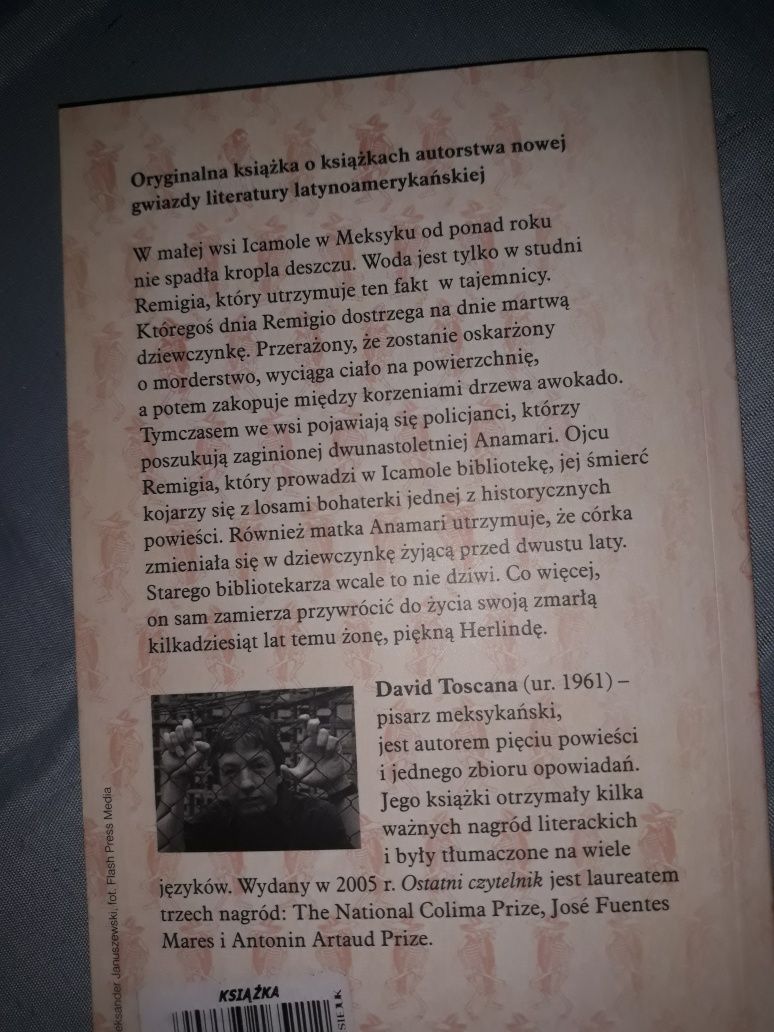 Oryginalna książka o książkach autorstwa nowej
gwiazdy literatury latynoamerykańskiej
W małej wsi Icamole w Meksyku od ponad roku
nie spadła kropla deszczu. Woda jest tylko w studni
Remigia, który utrzymuje ten fakt w tajemnicy.
Któregoś dnia Remigio dostrzega na dnie martwą
dziewczynkę. Przerażony, że zostanie oskarżony
o morderstwo, wyciąga ciało na powierzchnię,
a potem zakopuje między korzeniami drzewa awokado.
Tymczasem we wsi pojawiają się policjanci, którzy
poszukują zaginionej dwunastoletniej Anamari. Ojcu
Remigia, który prowadzi w Icamole bibliotekę, jej śmierć
kojarzy się z losami bohaterki jednej z historycznych
powieści. Również matka Anamari utrzymuje, że córka
zmieniała się w dziewczynkę żyjącą przed dwustu laty.
Starego bibliotekarza wcale to nie dziwi. Co więcej,
on sam zamierza przywrócić do życia swoją zmarłą
kilkadziesiąt lat temu żonę, piękną Herlindę.
David Toscana (ur. 1961) –
pisarz meksykański,
jest autorem pięciu powieści
i jednego zbioru opowiadań.
Jego książki otrzymały kilka
ważnych nagród literackich
i były tłumaczone na wiele
języków. Wydany w 2005 r. Ostatni czytelnik jest laureatem
trzech nagród: The National Colima Prize, José Fuentes
Mares i Antonin Artaud Prize.
Januszewski, fot. Flash Press Media
KSIĄŻKA